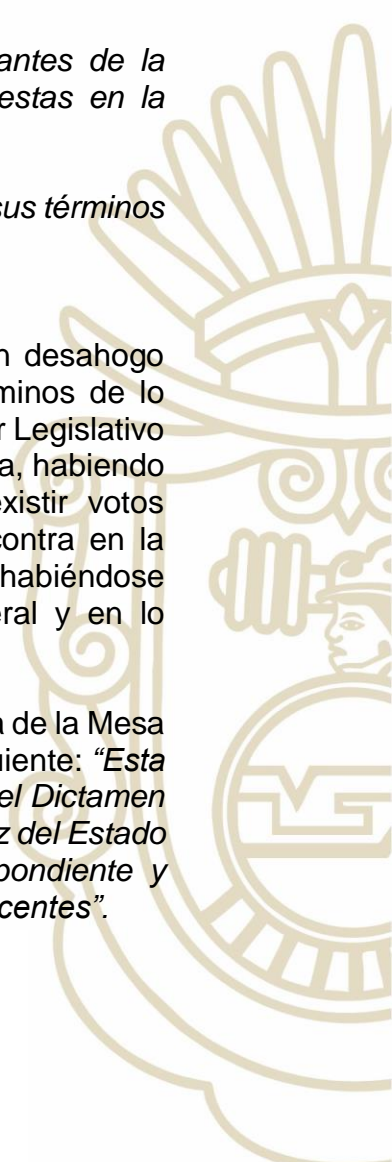 antes de la
estas en la
sus términos
n desahogo
minos de lo
r Legislativo
a, habiendo
existir votos
contra en la
habiéndose
eral y en lo
a de la Mesa
uiente: “Esta
el Dictamen
z del Estado
pondiente y
centes”.